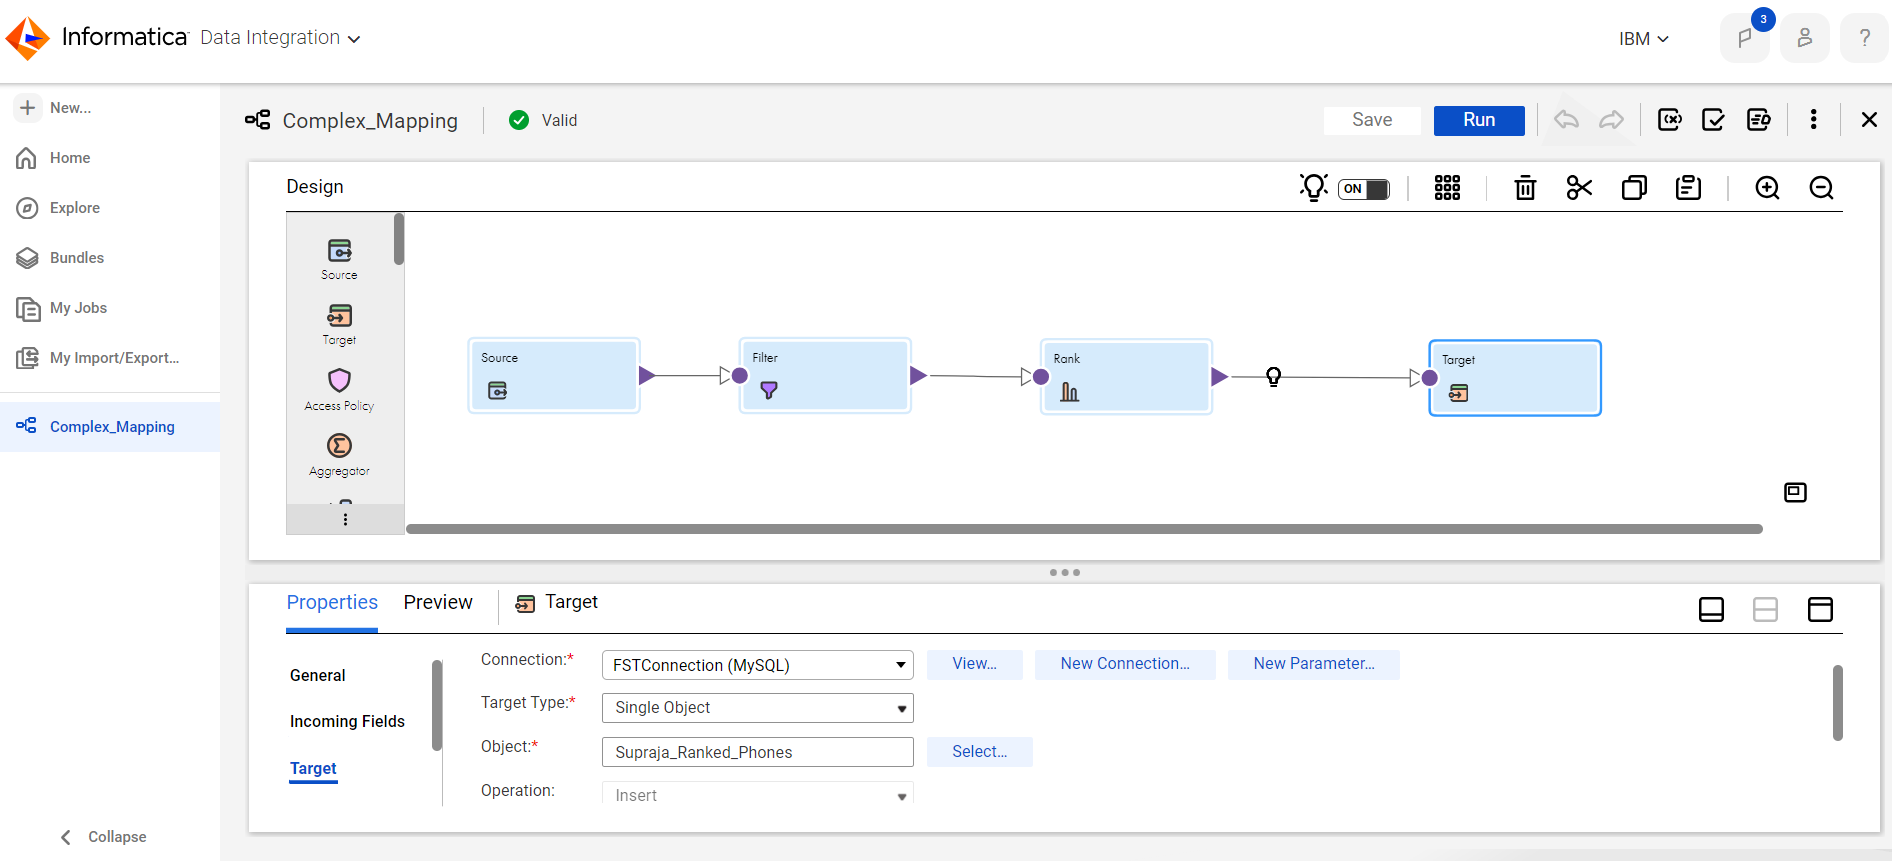 Informatica Data Integration
IBM
3
?
New...
Home
Explore
Bundles
My Jobs
My Import/Export...
Complex_Mapping
Collapse
Complex_Mapping
Valid
Save
Run
Design
ON
Source
Target
Access Policy
Aggregator
Source
Filter
Rank
Target
Properties
Preview
Target
General
Incoming Fields
Target
Connection:* FSTConnection (MySQL) View... New Connection... New Parameter...
Target Type:* Single Object
Object:* Supraja_Ranked_Phones Select...
Operation: Insert